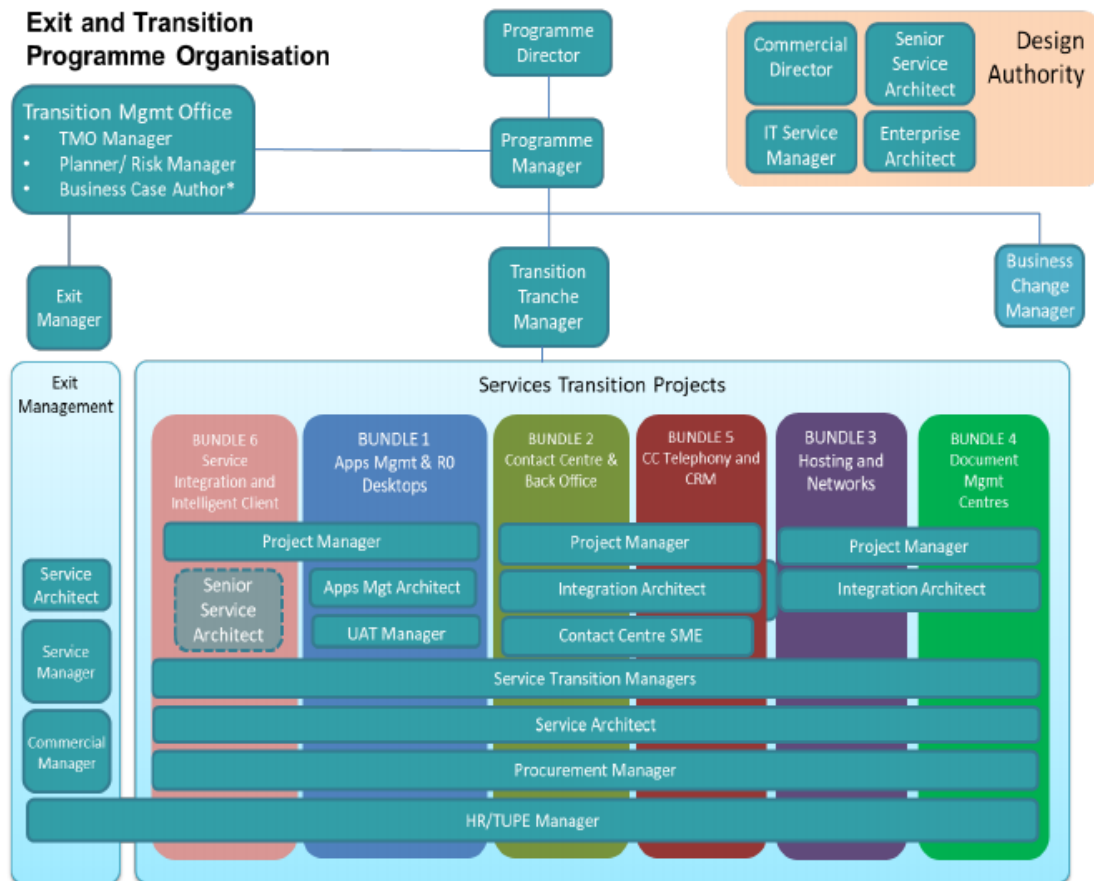 Exit and Transition
Programme Organisation
Programme
Director
Commercial
Director
Senior
Service
Architect
Design
Authority
IT Service
Manager
Enterprise
Architect
Transition Mgmt Office
• TMO Manager
• Planner/ Risk Manager
• Business Case Author*
Programme
Manager
Exit
Manager
Transition
Tranche
Manager
Business
Change
Manager
Exit
Management
Services Transition Projects
BUNDLE 6
Service
Integration and
Intelligent Client
BUNDLE 1
Apps Mgmt & R0
Desktops
BUNDLE 2
Contact Centre &
Back Office
BUNDLE 5
CC Telephony and
CRM
BUNDLE 3
Hosting and
Networks
BUNDLE 4
Document
Mgmt
Centres
Project Manager
Project Manager
Project Manager
Service
Architect
Senior
Service
Architect
Apps Mgt Architect
Integration Architect
Integration Architect
UAT Manager
Contact Centre SME
Service
Manager
Service Transition Managers
Service Architect
Commercial
Manager
Procurement Manager
HR/TUPE Manager